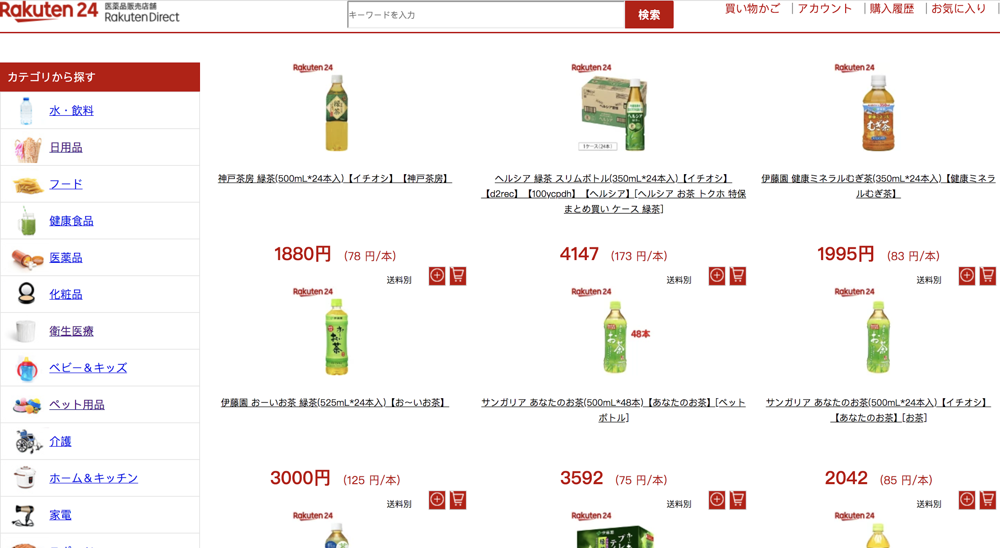 Rakuten 24 医薬品販売店舗
Rakuten Direct
キーワードを入力
検索
買い物かご | アカウント | 購入履歴 | お気に入り |
カテゴリから探す
水・飲料
日用品
フード
健康食品
医薬品
化粧品
衛生医療
ベビー＆キッズ
ペット用品
介護
ホーム＆キッチン
家電
Rakuten 24
緑茶
神戸茶房 緑茶(500mL*24本入)【イチオシ】【神戸茶房】
1880円 (78 円/本)
送料別
Rakuten 24
ヘルシア
1ケース(24本)
ヘルシア 緑茶 スリムボトル(350mL*24本入)【イチオシ】
【d2rec】【100ycpdh】【ヘルシア】[ヘルシア お茶 トクホ 特保
まとめ買い ケース 緑茶]
4147 (173 円/本)
送料別
Rakuten 24
むぎ茶
伊藤園 健康ミネラルむぎ茶(350mL*24本入)【健康ミネラ
ルむぎ茶】
1995円 (83 円/本)
送料別
Rakuten 24
伊藤園
お〜い
お茶
伊藤園 おーいお茶 緑茶(525mL*24本入)【お〜いお茶】
3000円 (125 円/本)
送料別
Rakuten 24
あなたの
お茶
48本
サンガリア あなたのお茶(500mL*48本)【あなたのお茶】[ペット
ボトル]
3592 (75 円/本)
送料別
Rakuten 24
あなたの
お茶
サンガリア あなたのお茶(500mL*24本入)【イチオシ】
【あなたのお茶】[お茶]
2042 (85 円/本)
送料別
Rakuten 24
Rakuten 24
伊藤園
Rakuten 24